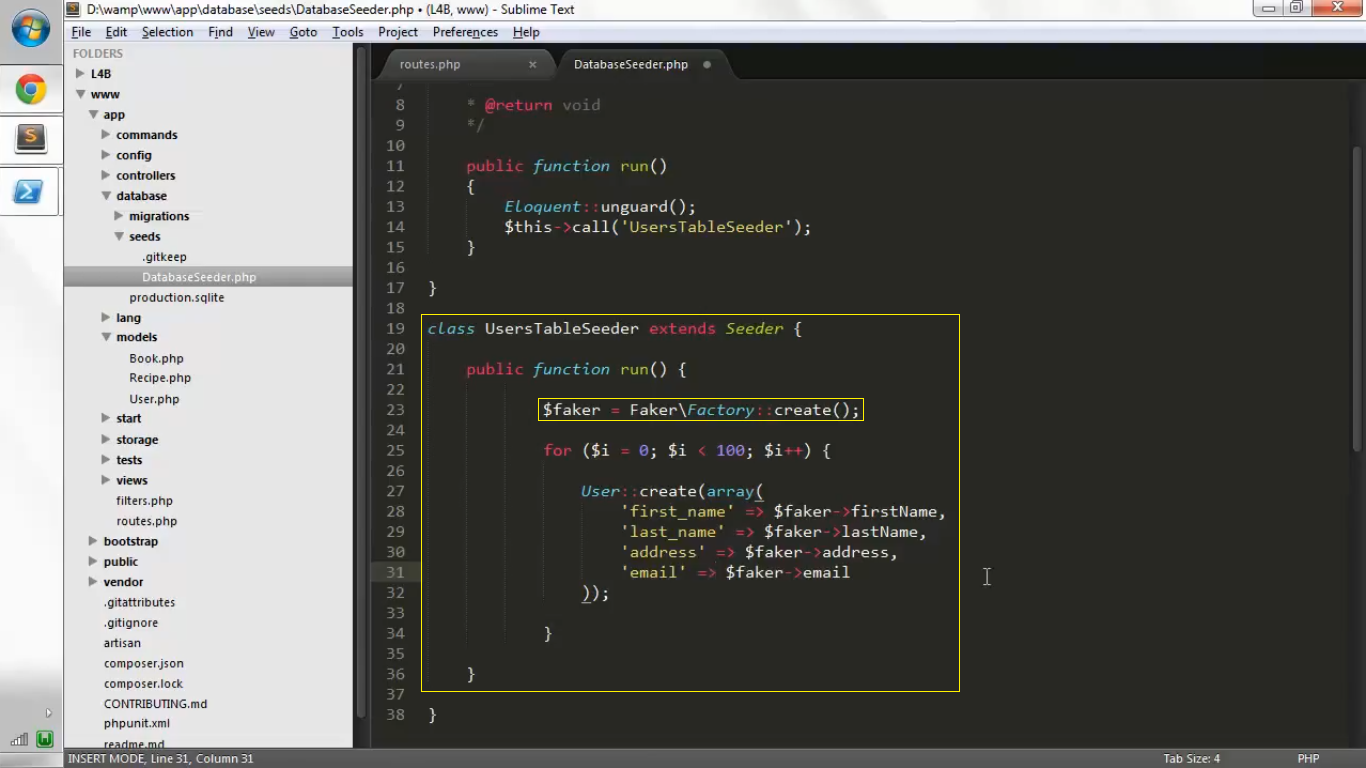 D:\wamp\www\app\database\seeds\DatabaseSeeder.php • (L4B, www) - Sublime Text
File Edit Selection Find View Goto Tools Project Preferences Help
FOLDERS
L4B
www
app
commands
config
controllers
database
migrations
seeds
.gitkeep
DatabaseSeeder.php
production.sqlite
lang
models
Book.php
Recipe.php
User.php
start
storage
tests
views
filters.php
routes.php
bootstrap
public
vendor
.gitattributes
.gitignore
artisan
composer.json
composer.lock
CONTRIBUTING.md
phpunit.xml
readme.md
routes.php × DatabaseSeeder.php
7
8 * @return void
9 */
10
11 public function run()
12 {
13 Eloquent::unguard();
14 $this->call('UsersTableSeeder');
15 }
16
17 }
18
19 class UsersTableSeeder extends Seeder {
20
21 public function run() {
22
23 $faker = Faker\Factory::create();
24
25 for ($i = 0; $i < 100; $i++) {
26
27 User::create(array(
28 'first_name' => $faker->firstName,
29 'last_name' => $faker->lastName,
30 'address' => $faker->address,
31 'email' => $faker->email
32 ));
33
34 }
35
36 }
37
38 }
INSERT MODE, Line 31, Column 31 Tab Size: 4 PHP